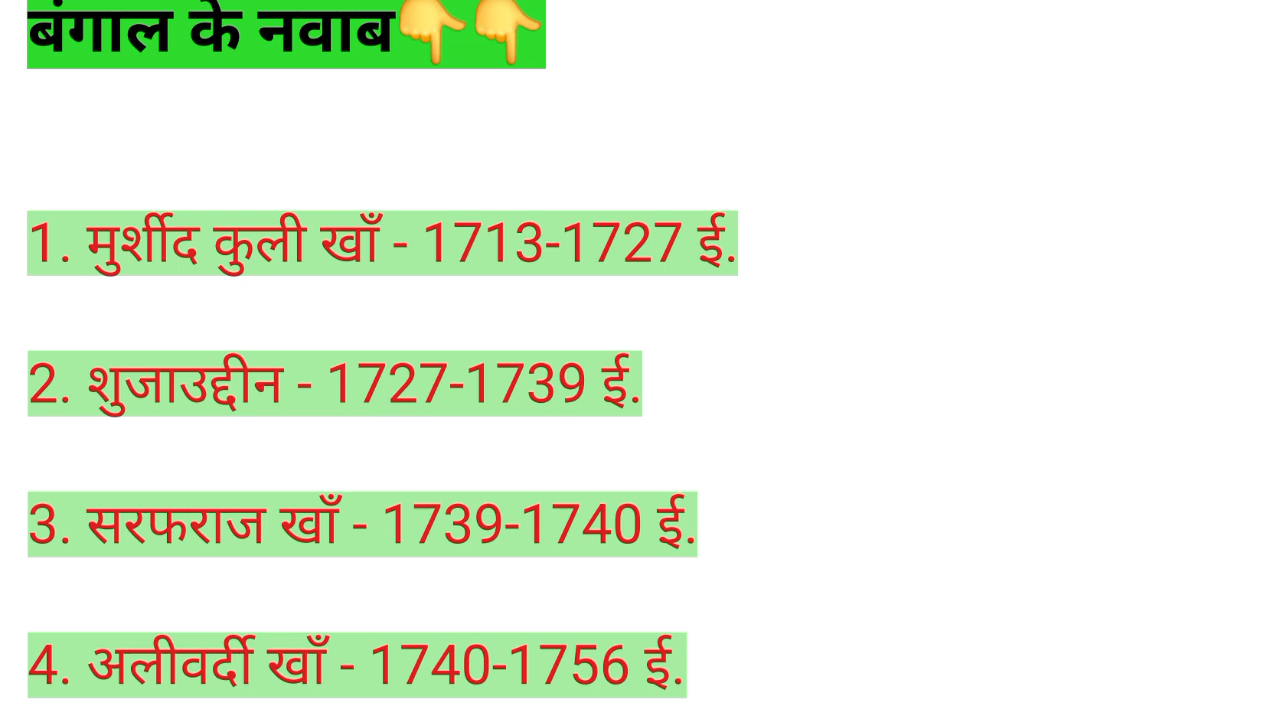 बंगाल के नवाब👇👇
1. मुर्शीद कुली खाँ - 1713-1727 ई.
2. शुजाउद्दीन - 1727-1739 ई.
3. सरफराज खाँ - 1739-1740 ई.
4. अलीवर्दी खाँ - 1740-1756 ई.